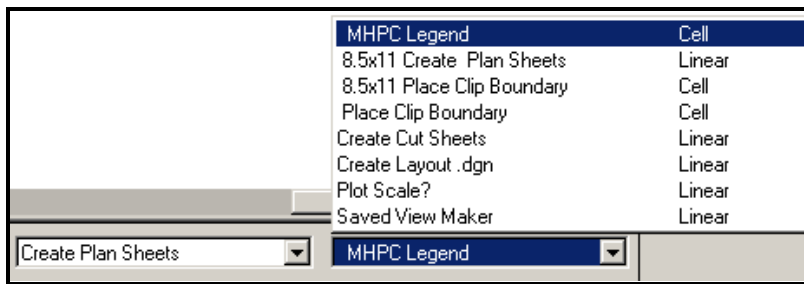 MHPC Legend Cell
8.5x11 Create Plan Sheets Linear
8.5x11 Place Clip Boundary Cell
Place Clip Boundary Cell
Create Cut Sheets Linear
Create Layout .dgn Linear
Plot Scale? Linear
Saved View Maker Linear
Create Plan Sheets MHPC Legend